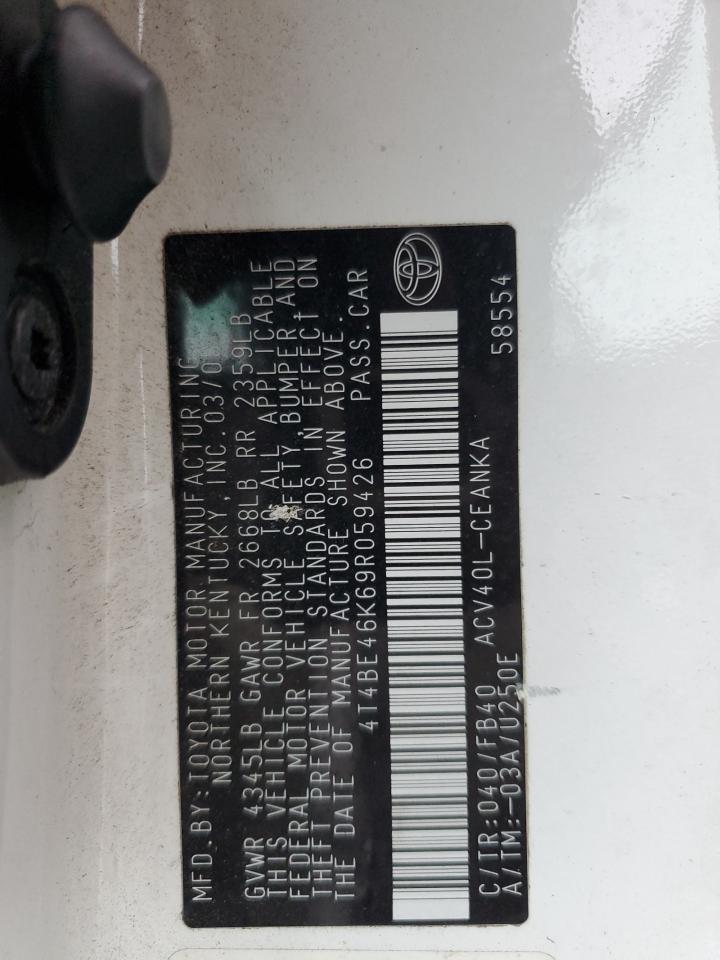 MFD. BY: TOYOTA MOTOR MANUFACTURING
NORTHERN KENTUCKY, INC.
GVWR 4345LB GAWR FR 2668LB RR 2359LB
THIS VEHICLE CONFORMS TO ALL APPLICABLE
FEDERAL MOTOR VEHICLE SAFETY, BUMPER, AND
THEFT PREVENTION STANDARDS IN EFFECT ON
THE DATE OF MANUFACTURE SHOWN ABOVE.
4T4BE46K69R059426 PASS. CAR
C/TR: 040/FB40 ACV40L-CEANKA 58554
A/TM: -03A/U250E